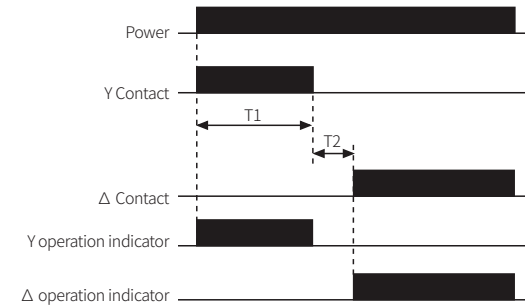 Power
Y Contact
T1
T2
Δ Contact
Y operation indicator
Δ operation indicator